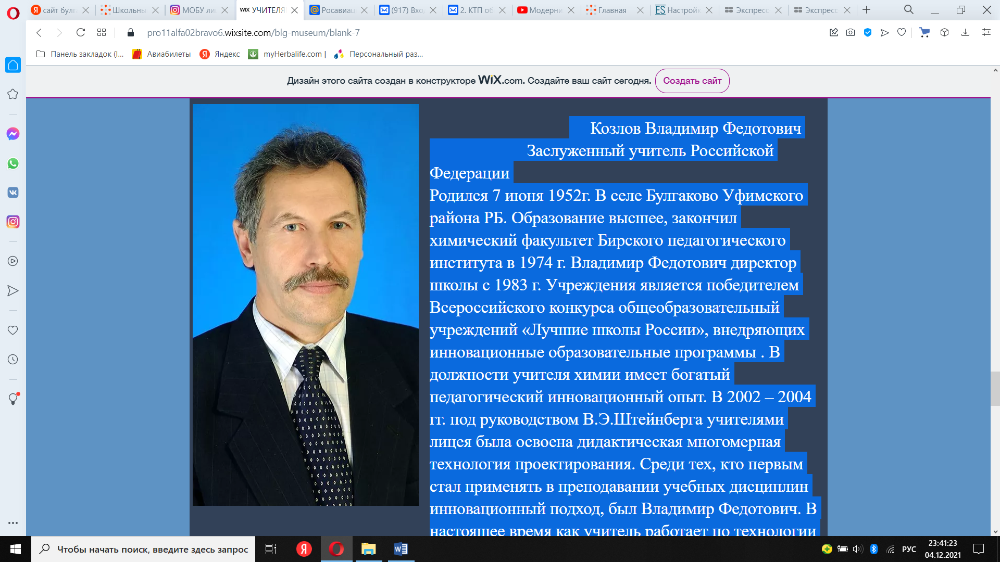 сайт булга
Школьны
МОБУ ли
WiX УЧИТЕЛЯ
Росавиац
(917) Вхо
2. КТП об
Модерни
Главная
ES Настройк
Экспресс
Экспресс
pro11alfa02bravo6.wixsite.com/blg-museum/blank-7
Панель закладок (I...
Авиабилеты
Яндекс
myHerbalife.com |
Персональный раз...
Дизайн этого сайта создан в конструкторе WiX.com. Создайте ваш сайт сегодня. Создать сайт
Козлов Владимир Федотович
Заслуженный учитель Российской
Федерации
Родился 7 июня 1952г. В селе Булгаково Уфимского
района РБ. Образование высшее, закончил
химический факультет Бирского педагогического
института в 1974 г. Владимир Федотович директор
школы с 1983 г. Учреждения является победителем
Всероссийского конкурса общеобразовательный
учреждений «Лучшие школы России», внедряющих
инновационные образовательные программы . В
должности учителя химии имеет богатый
педагогический инновационный опыт. В 2002 – 2004
гг. под руководством В.Э.Штейнберга учителями
лицея была освоена дидактическая многомерная
технология проектирования. Среди тех, кто первым
стал применять в преподавании учебных дисциплин
инновационный подход, был Владимир Федотович. В
настоящее время как учитель работает по технологии
Чтобы начать поиск, введите здесь запрос
РУС
23:41:23
04.12.2021